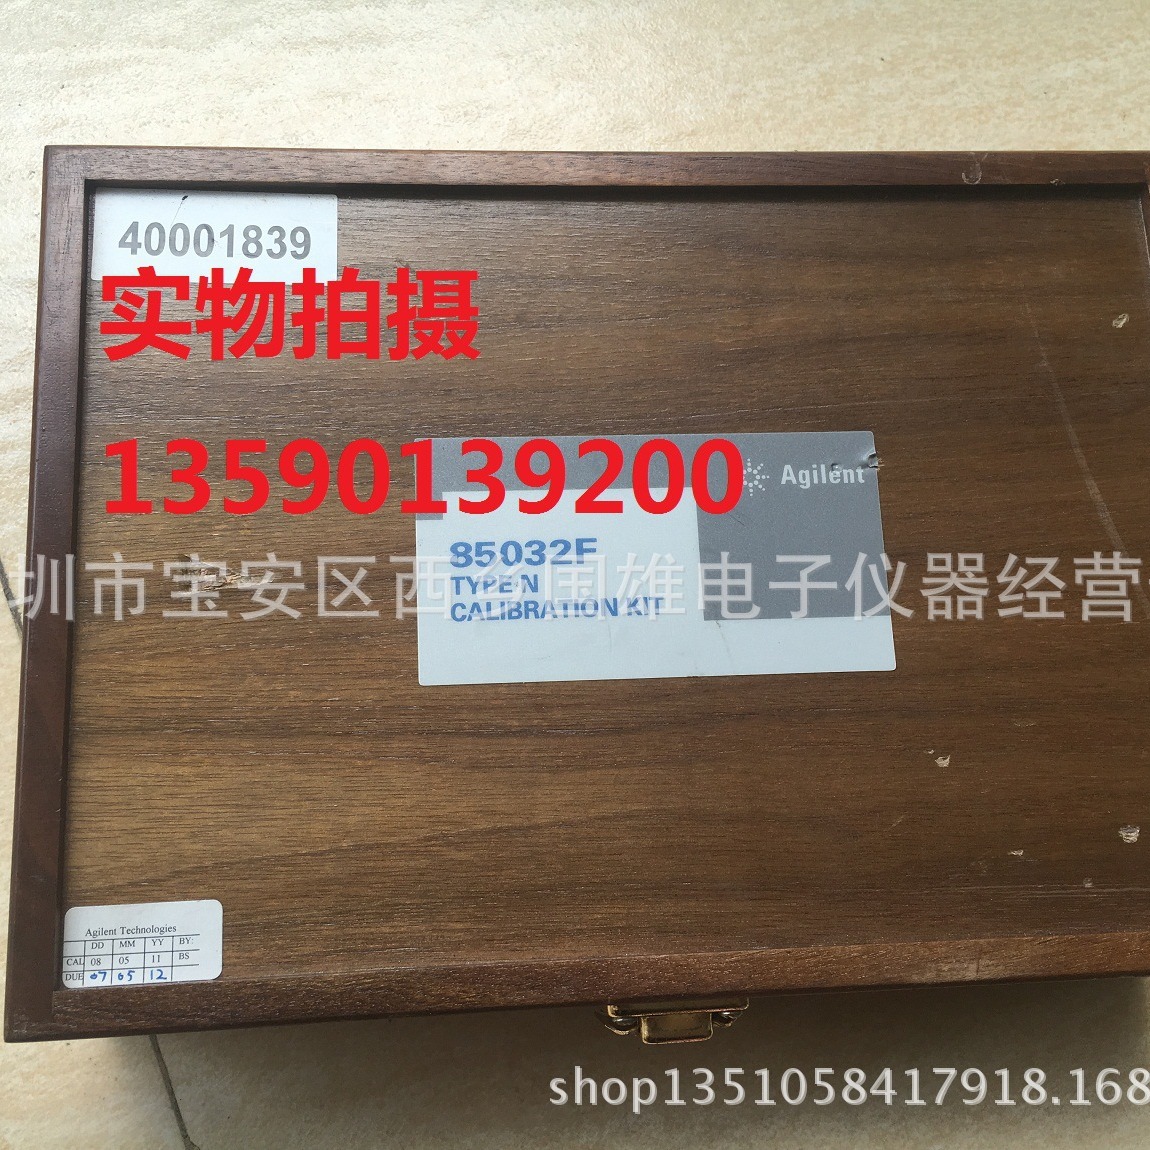 40001839
实物拍摄
13590139200
Agilent
85032F
TYPE N
CALIBRATION KIT
圳市宝安区西乡国雄电子仪器经营
Agilent Technologies
DD MM YY BY:
CAL 08 05 11 BS
DUE 07 05 12
shop1351058417918.168